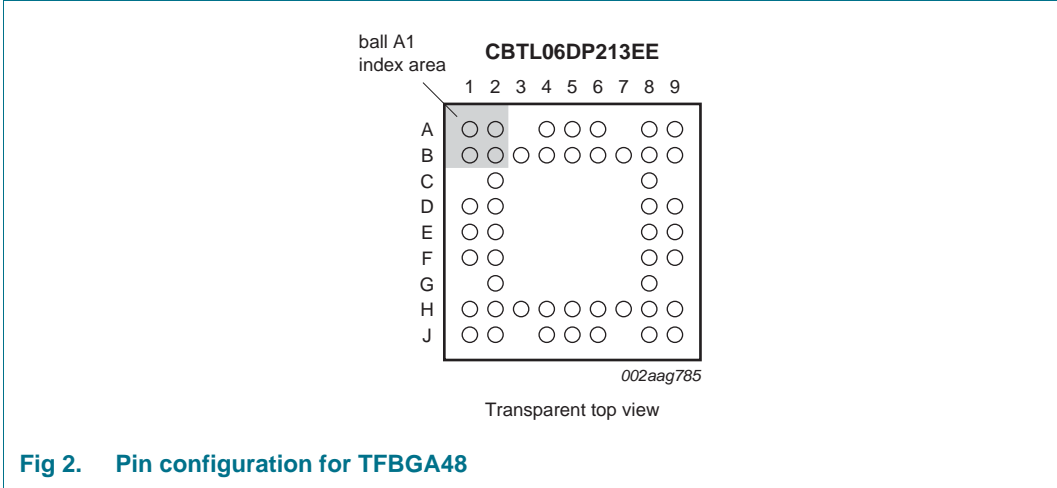 ball A1
index area
CBTL06DP213EE
1 2 3 4 5 6 7 8 9
A
B
C
D
E
F
G
H
J
002aag785
Transparent top view
Fig 2. Pin configuration for TFBGA48